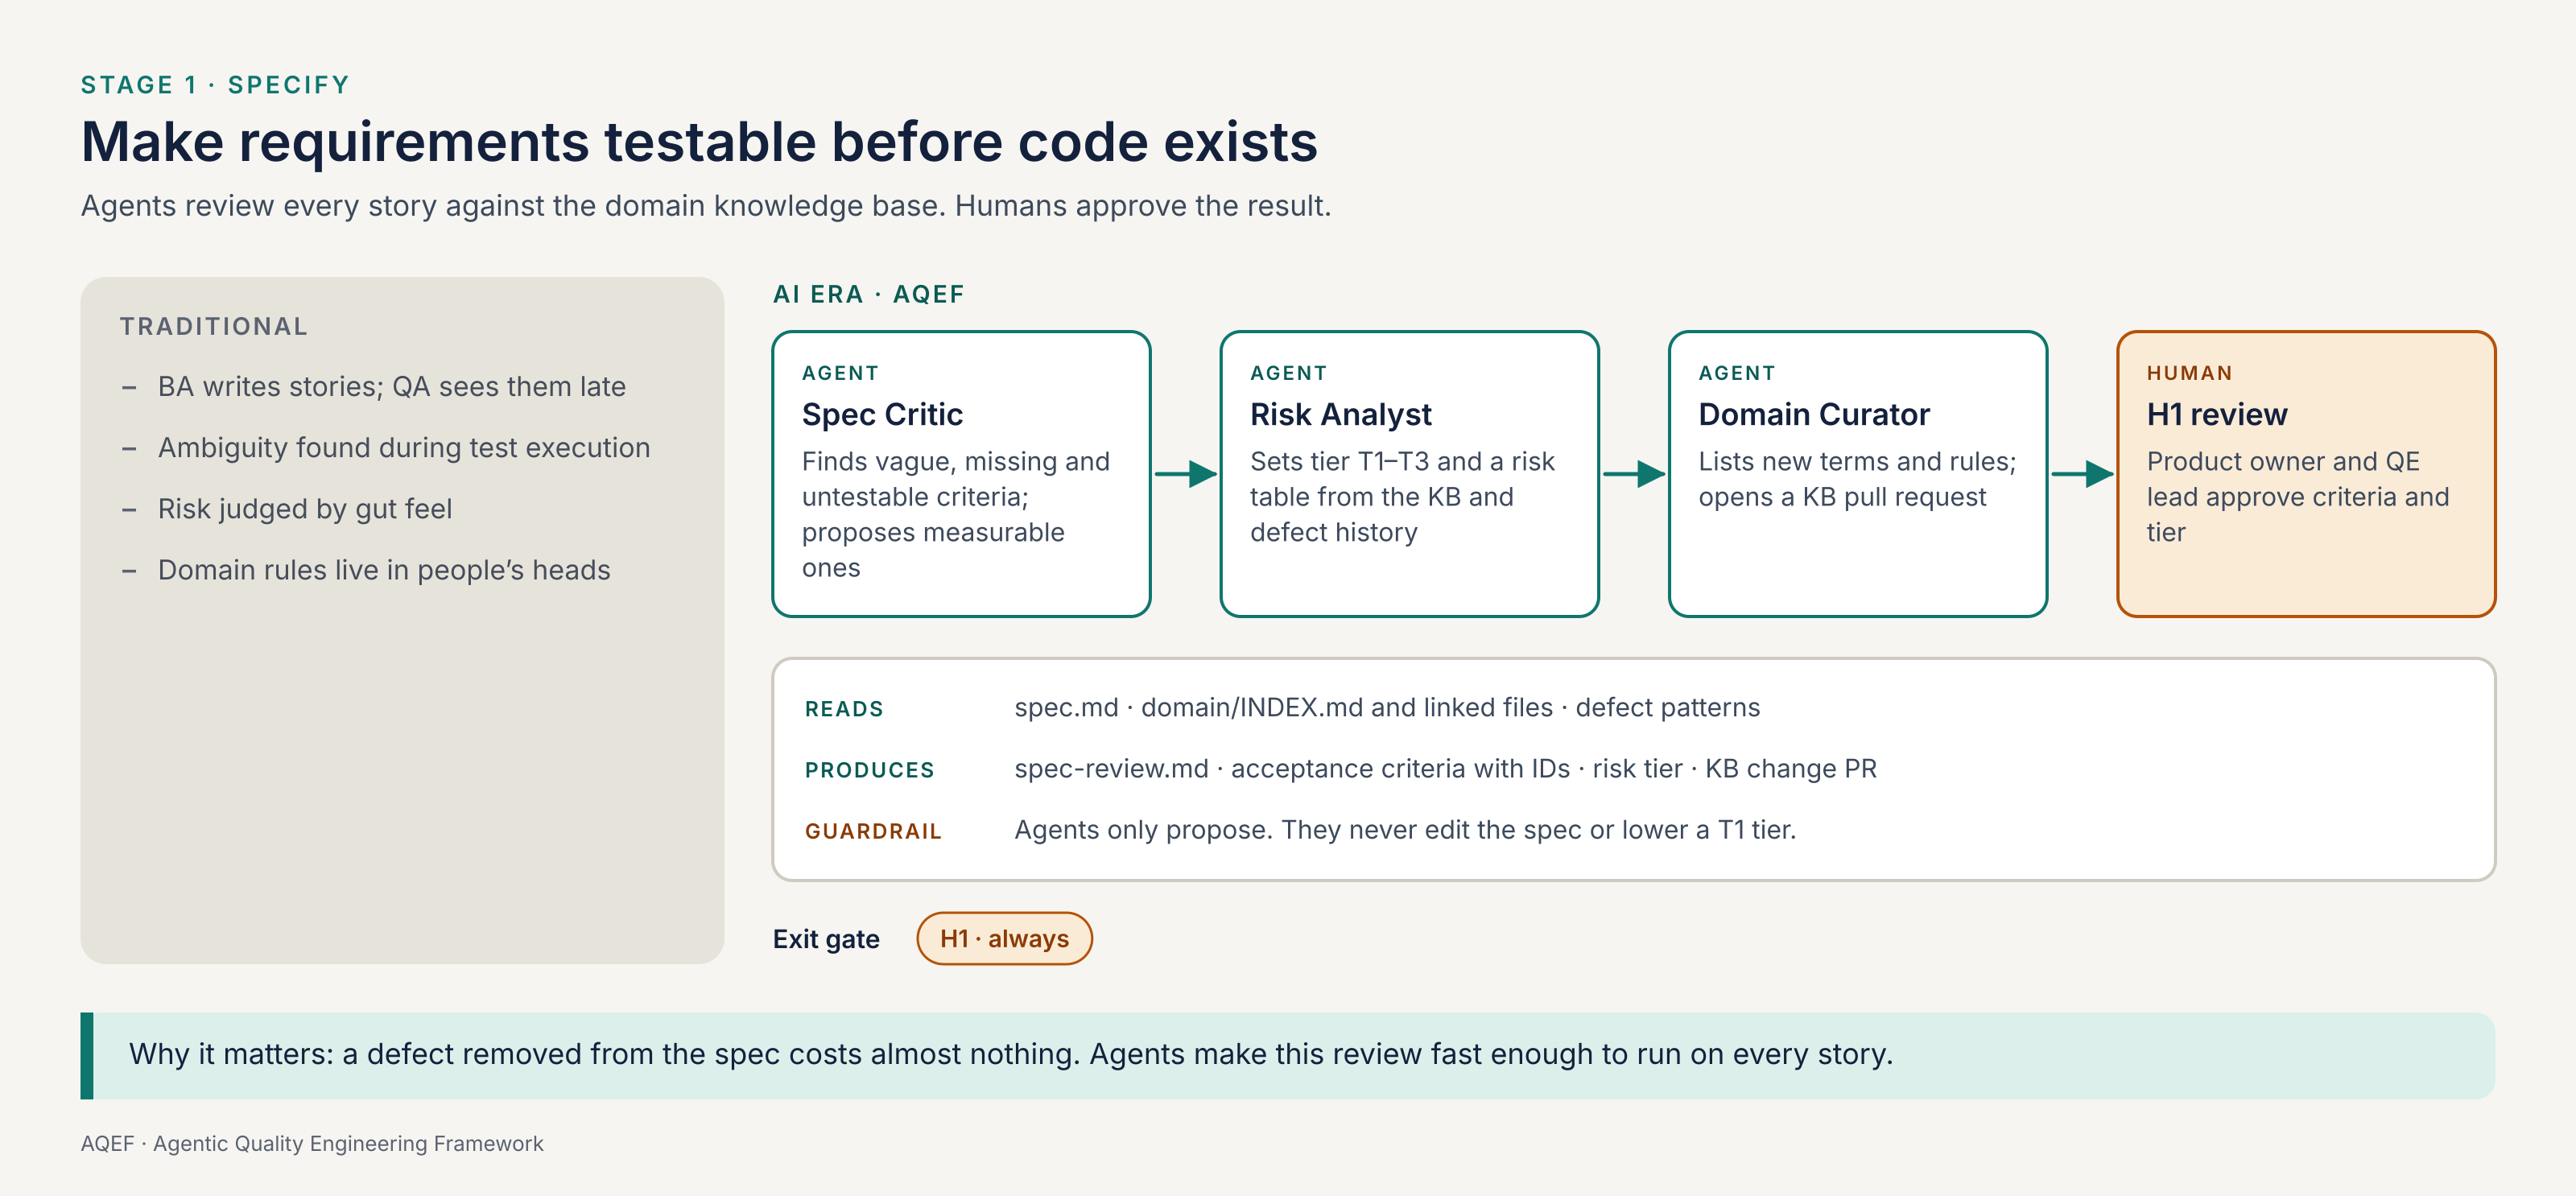 STAGE 1 · SPECIFY
Make requirements testable before code exists
Agents review every story against the domain knowledge base. Humans approve the result.
TRADITIONAL
– BA writes stories; QA sees them late
– Ambiguity found during test execution
– Risk judged by gut feel
– Domain rules live in people’s heads
AI ERA · AQEF
AGENT
Spec Critic
Finds vague, missing and
untestable criteria;
proposes measurable
ones
AGENT
Risk Analyst
Sets tier T1–T3 and a risk
table from the KB and
defect history
AGENT
Domain Curator
Lists new terms and rules;
opens a KB pull request
HUMAN
H1 review
Product owner and QE
lead approve criteria and
tier
READS spec.md · domain/INDEX.md and linked files · defect patterns
PRODUCES spec-review.md · acceptance criteria with IDs · risk tier · KB change PR
GUARDRAIL Agents only propose. They never edit the spec or lower a T1 tier.
Exit gate H1 · always
Why it matters: a defect removed from the spec costs almost nothing. Agents make this review fast enough to run on every story.
AQEF · Agentic Quality Engineering Framework